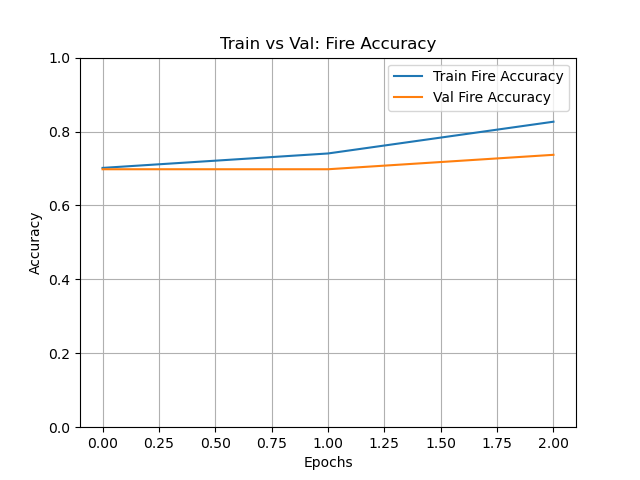 Train vs Val: Fire Accuracy
Train Fire Accuracy
Val Fire Accuracy
Accuracy
1.0
0.8
0.6
0.4
0.2
0.0
0.00 0.25 0.50 0.75 1.00 1.25 1.50 1.75 2.00
Epochs